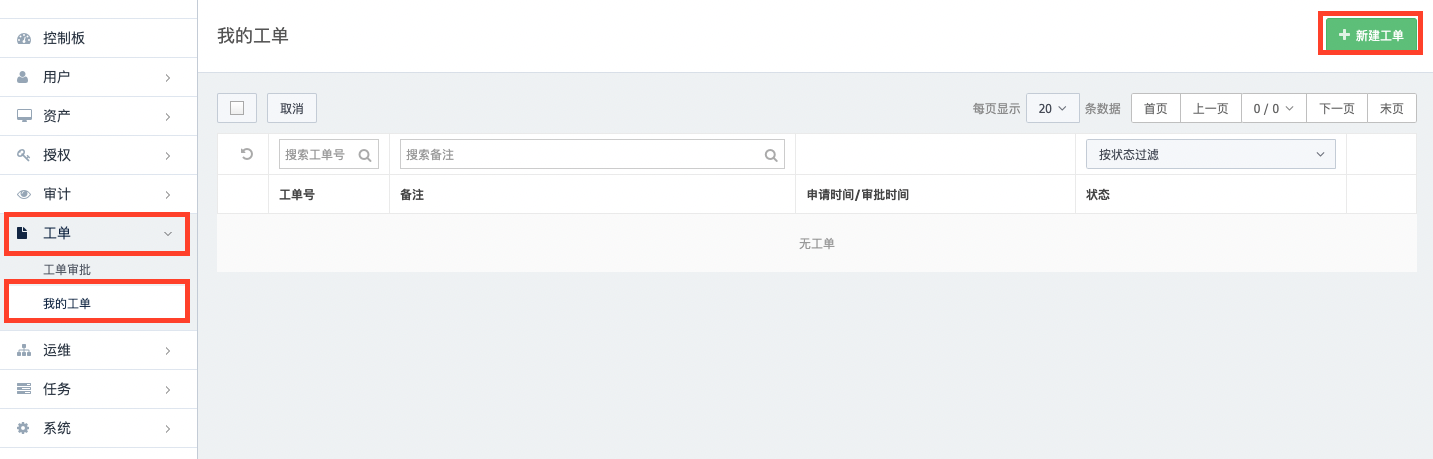 控制板
用户
资产
授权
审计
工单
工单审批
我的工单
运维
任务
系统
我的工单
新建工单
取消
每页显示 20 条数据 首页 上一页 0 / 0 下一页 末页
搜索工单号 搜索备注 按状态过滤
工单号 备注 申请时间/审批时间 状态
无工单